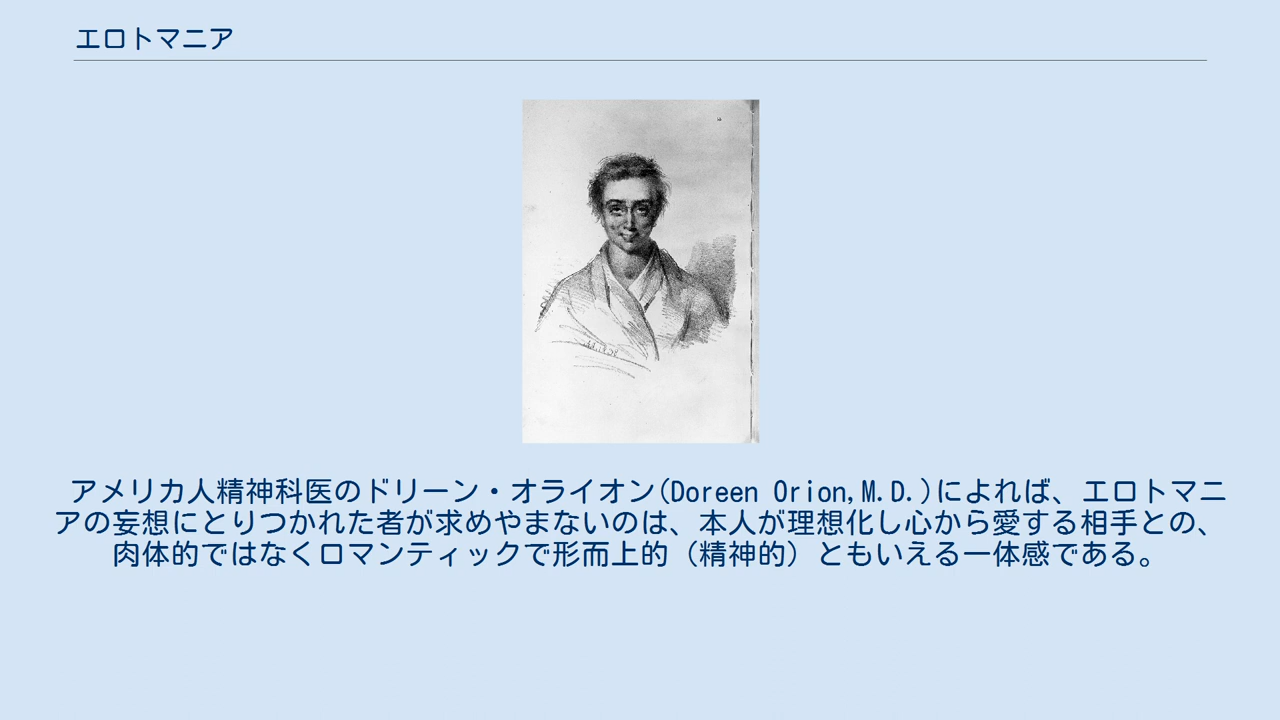 エロトマニア
アメリカ人精神科医のドリーン・オライオン(Doreen Orion,M.D.)によれば、エロトマニ
アの妄想にとりつかれた者が求めやまないのは、本人が理想化し心から愛する相手との、
肉体的ではなくロマンティックで形而上的（精神的）ともいえる一体感である。